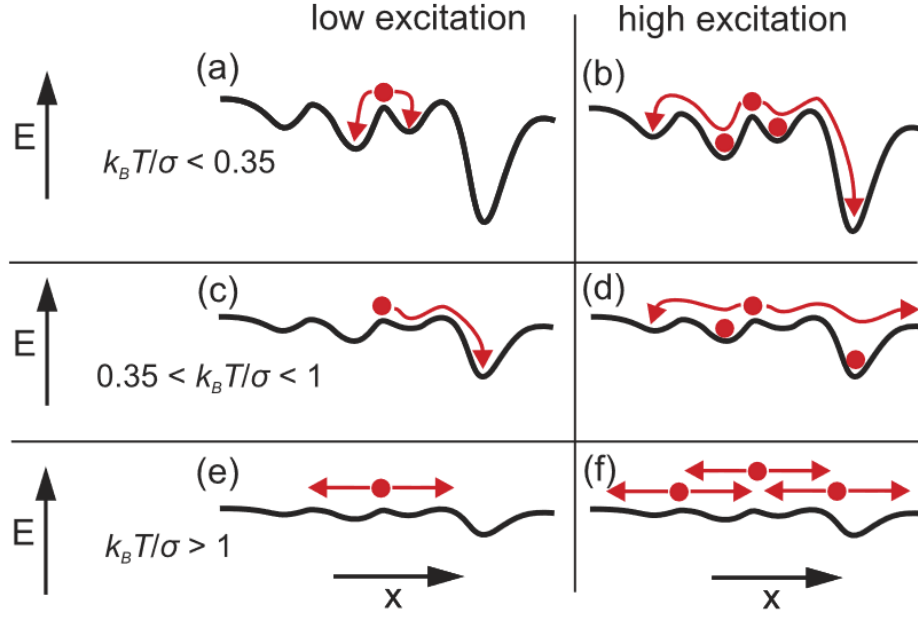 low excitation
high excitation
(a)
(b)
E
k_BT/σ < 0.35
(c)
(d)
E
0.35 < k_BT/σ < 1
(e)
(f)
E
k_BT/σ > 1
x
x